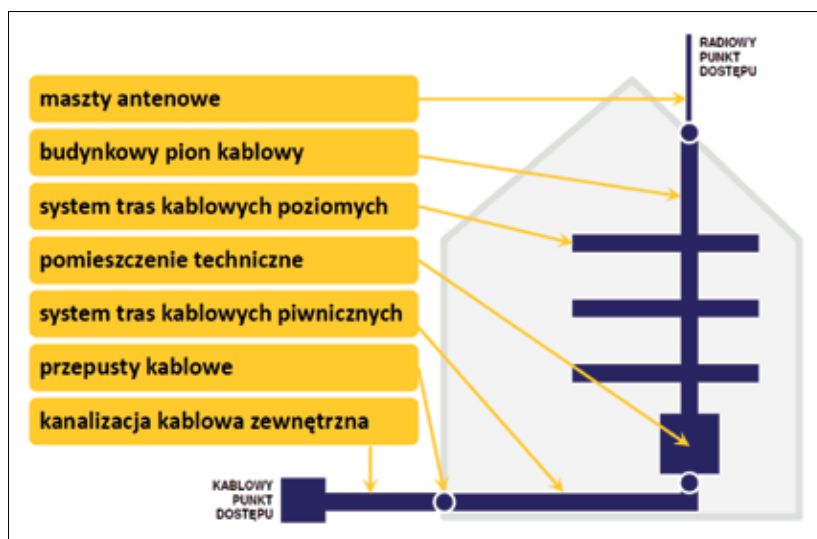 RADIOWY
PUNKT
DOSTĘPU
maszty antenowe
budynkowy pion kablowy
system tras kablowych poziomych
pomieszczenie techniczne
system tras kablowych piwnicznych
przepusty kablowe
kanalizacja kablowa zewnętrzna
KABLOWY
PUNKT
DOSTĘPU